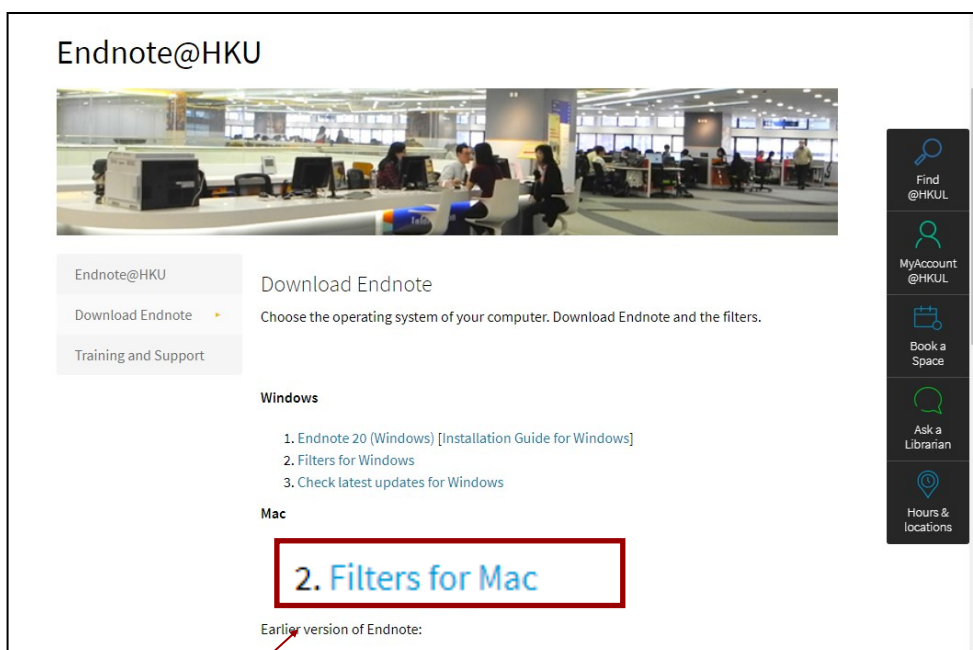 Endnote@HKU
Endnote@HKU
Download Endnote
Training and Support
Download Endnote
Choose the operating system of your computer. Download Endnote and the filters.
Windows
1. Endnote 20 (Windows) [Installation Guide for Windows]
2. Filters for Windows
3. Check latest updates for Windows
Mac
2. Filters for Mac
Earlier version of Endnote:
Find
@HKUL
MyAccount
@HKUL
Book a
Space
Ask a
Librarian
Hours &
locations